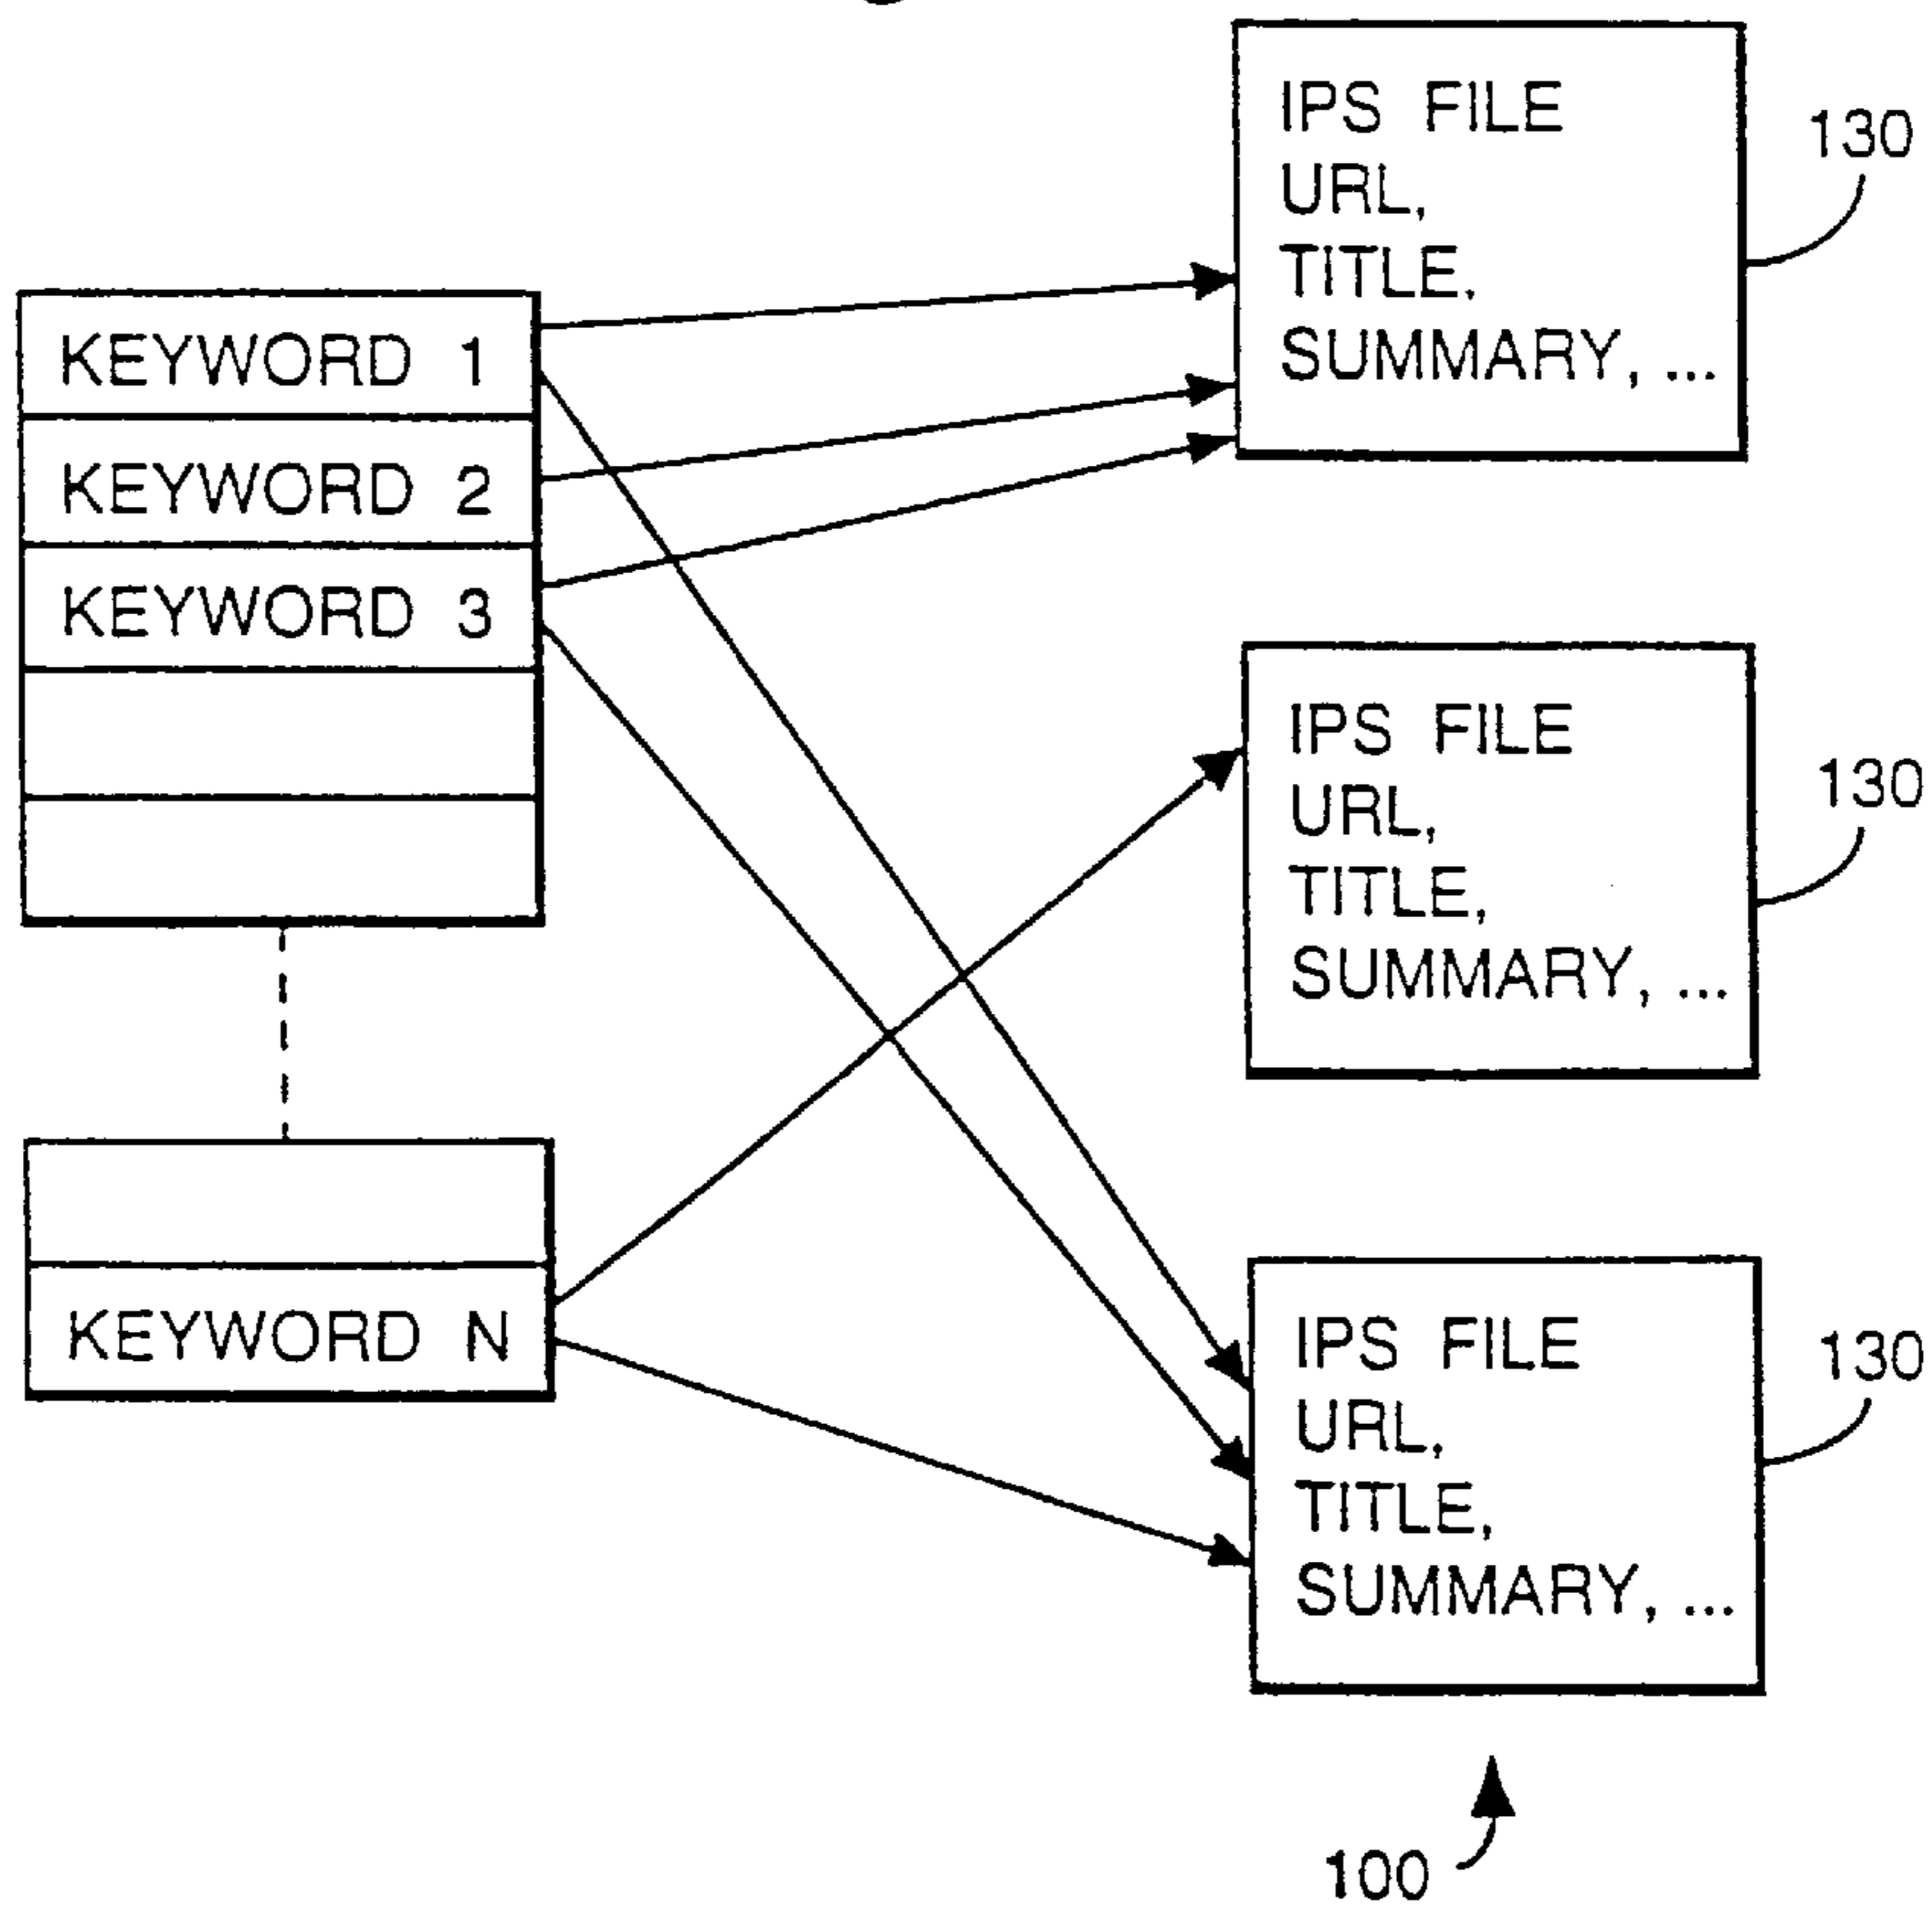 KEYWORD 1
KEYWORD 2
KEYWORD 3
KEYWORD N
IPS FILE
URL,
TITLE,
SUMMARY, ...
130
IPS FILE
URL,
TITLE,
SUMMARY, ...
130
IPS FILE
URL,
TITLE,
SUMMARY, ...
130
100